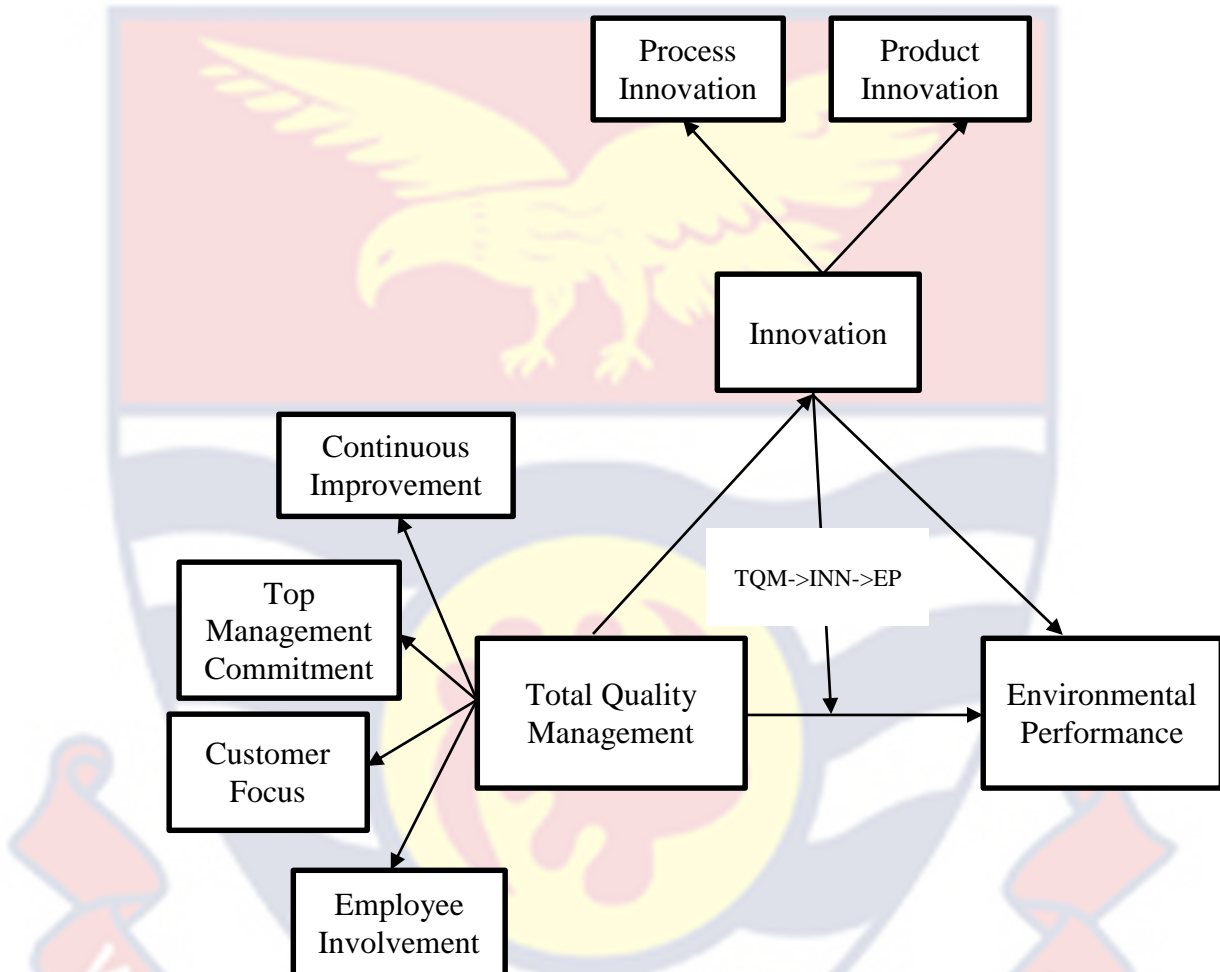 Process
Innovation
Product
Innovation
Innovation
Continuous
Improvement
TQM->INN->EP
Top
Management
Commitment
Total Quality
Management
Environmental
Performance
Customer
Focus
Employee
Involvement